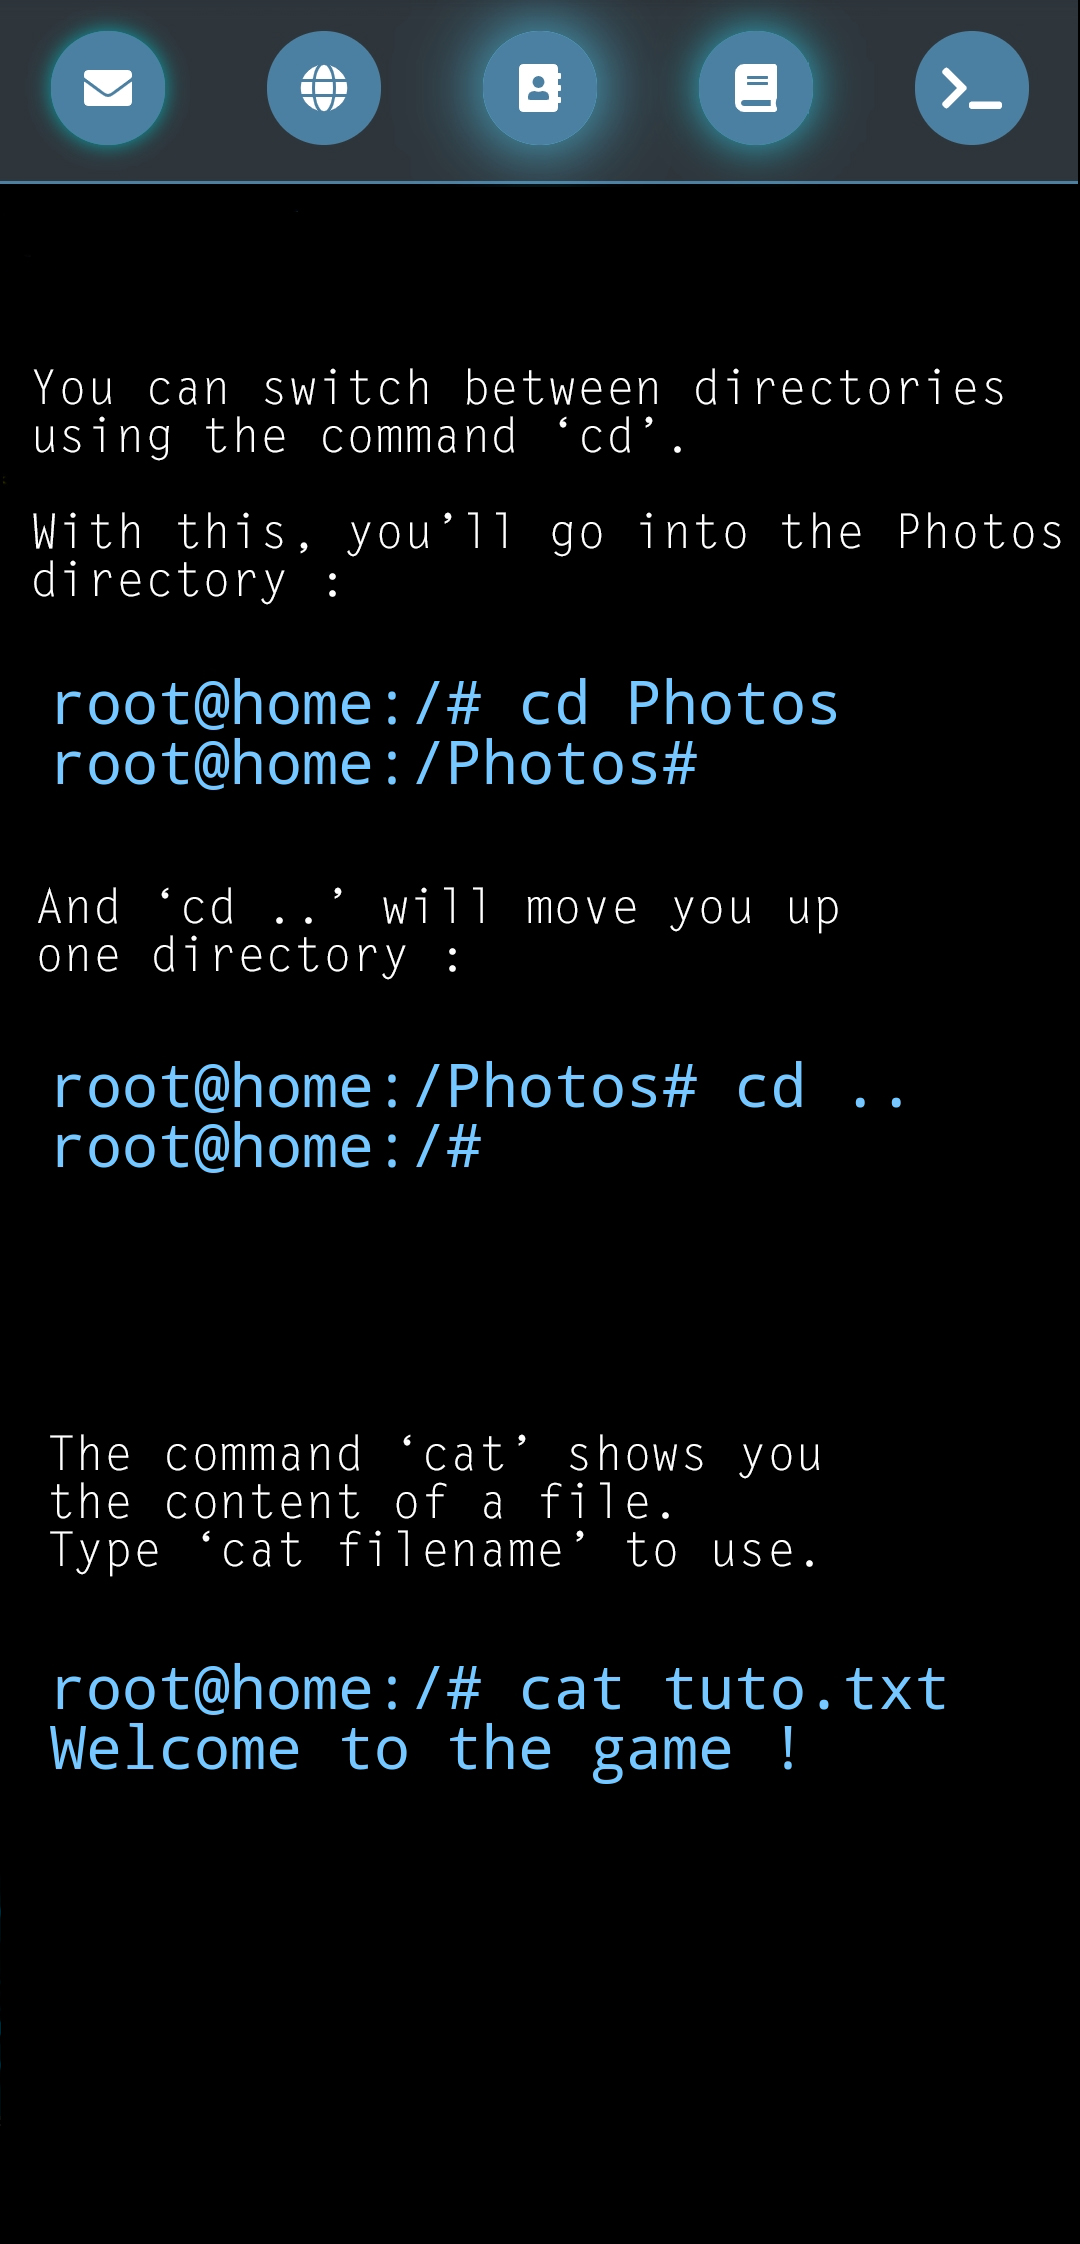 You can switch between directories
using the command ‘cd’.
With this, you’ll go into the Photos
directory :
root@home:/# cd Photos
root@home:/Photos#
And ‘cd ..’ will move you up
one directory :
root@home:/Photos# cd ..
root@home:/#
The command ‘cat’ shows you
the content of a file.
Type ‘cat filename’ to use.
root@home:/# cat tuto.txt
Welcome to the game !